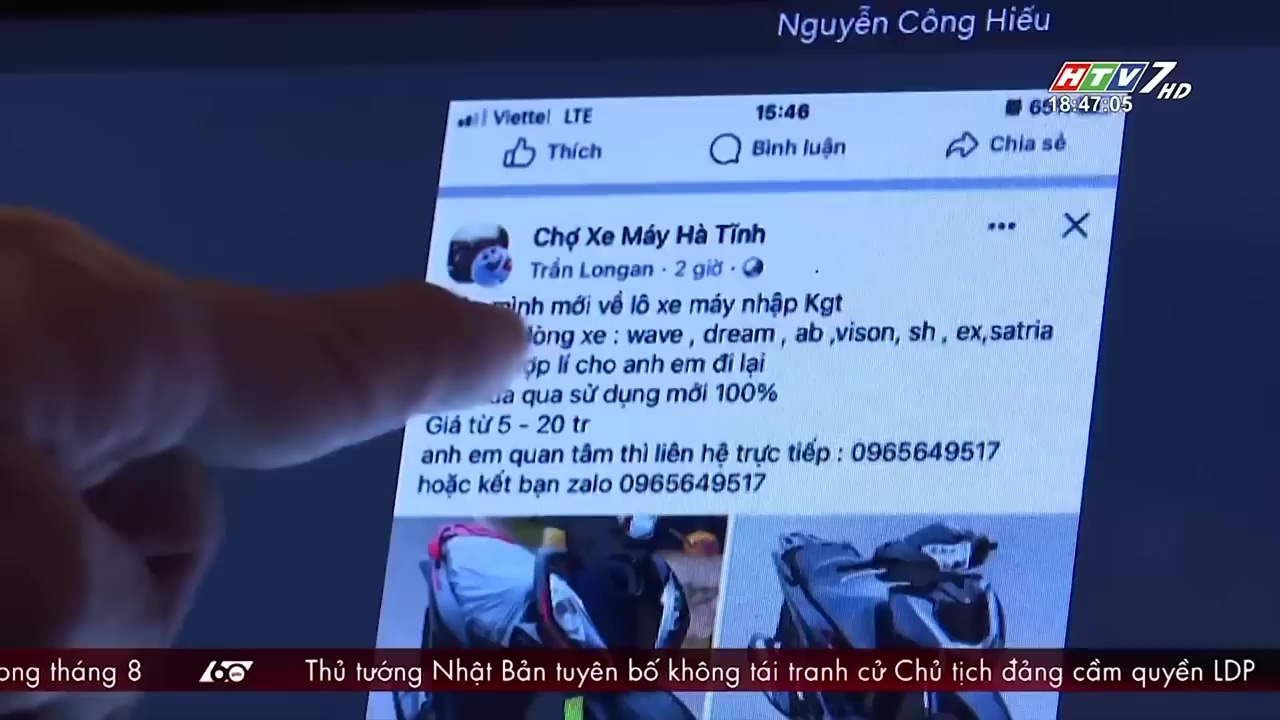 Nguyễn Công Hiếu
HTV7 HD
18:47:05
Viettel LTE
15:46
Thích
Bình luận
Chia sẻ
Chợ Xe Máy Hà Tĩnh
Trần Longan · 2 giờ ·
mình mới về lô xe máy nhập Kgt
dòng xe : wave , dream , ab ,vison, sh , ex,satria
lí cho anh em đi lại
qua sử dụng mới 100%
Giá từ 5 - 20 tr
anh em quan tâm thì liên hệ trực tiếp : 0965649517
hoặc kết bạn zalo 0965649517
tháng 8
60
Thủ tướng Nhật Bản tuyên bố không tái tranh cử Chủ tịch đảng cầm quyền LDP